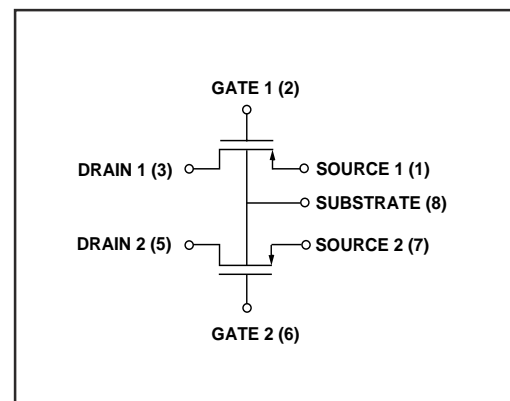 GATE 1 (2)
DRAIN 1 (3)
SOURCE 1 (1)
SUBSTRATE (8)
DRAIN 2 (5)
SOURCE 2 (7)
GATE 2 (6)